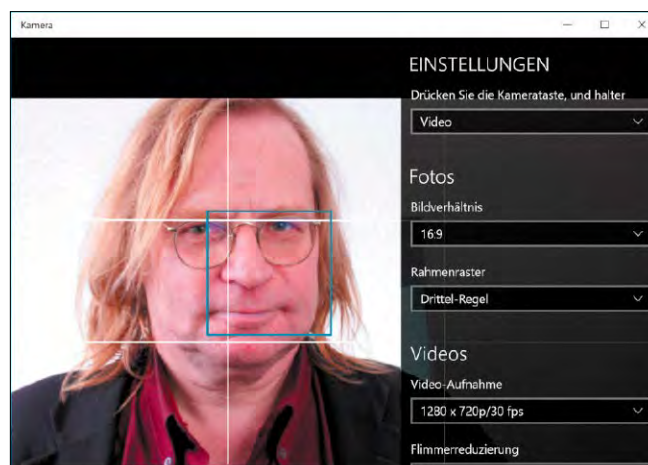 Kamera
EINSTELLUNGEN
Drücken Sie die Kamerataste, und halter
Video
Fotos
Bildverhältnis
16:9
Rahmenraster
Drittel-Regel
Videos
Video-Aufnahme
1280 x 720p/30 fps
Flimmerreduzierung